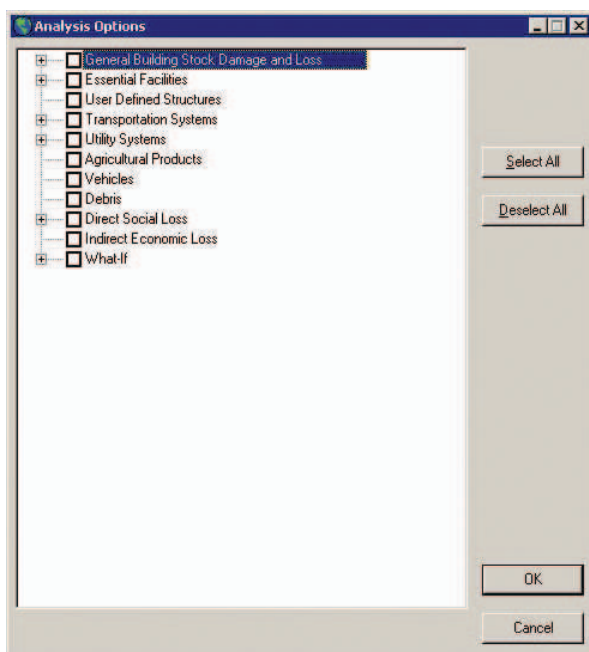 Analysis Options
General Building Stock Damage and Loss
Essential Facilities
User Defined Structures
Transportation Systems
Utility Systems
Agricultural Products
Vehicles
Debris
Direct Social Loss
Indirect Economic Loss
What-If
Select All
Deselect All
OK
Cancel